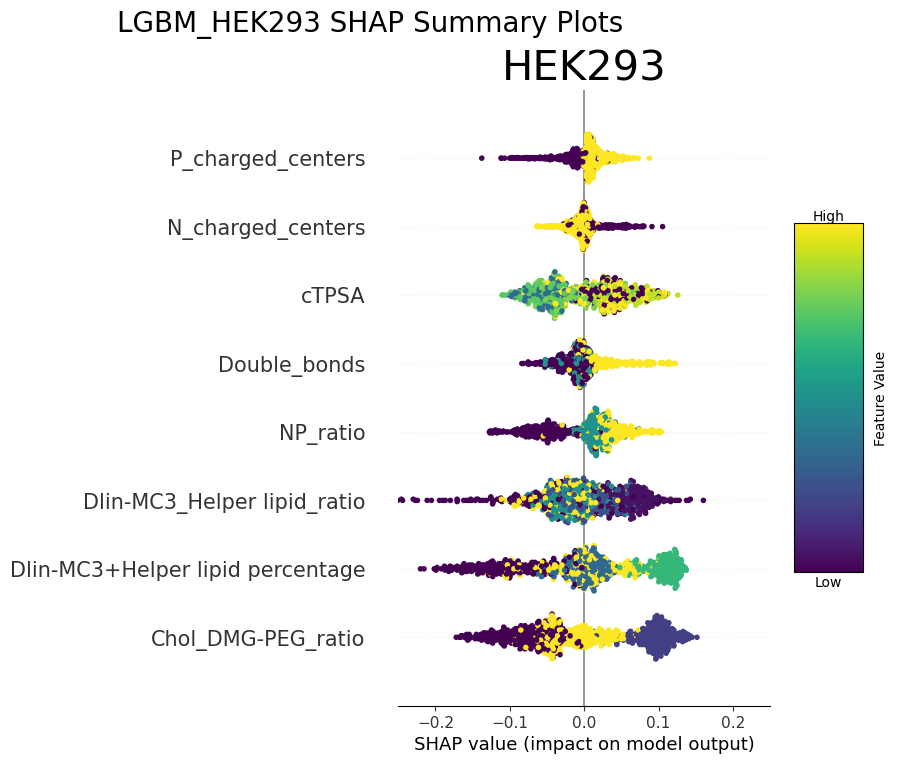 LGBM_HEK293 SHAP Summary Plots
HEK293
P_charged_centers
N_charged_centers
cTPSA
Double_bonds
NP_ratio
Dlin-MC3_Helper lipid_ratio
Dlin-MC3+Helper lipid percentage
Chol_DMG-PEG_ratio
−0.2 −0.1 0.0 0.1 0.2
SHAP value (impact on model output)
High
Feature Value
Low